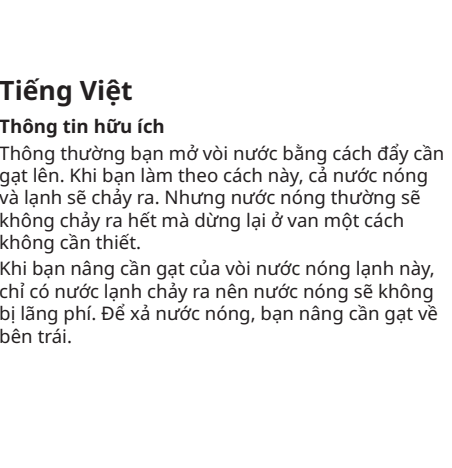 Tiếng Việt
Thông tin hữu ích
Thông thường bạn mở vòi nước bằng cách đẩy cần
gạt lên. Khi bạn làm theo cách này, cả nước nóng
và lạnh sẽ chảy ra. Nhưng nước nóng thường sẽ
không chảy ra hết mà dừng lại ở van một cách
không cần thiết.
Khi bạn nâng cần gạt của vòi nước nóng lạnh này,
chỉ có nước lạnh chảy ra nên nước nóng sẽ không
bị lãng phí. Để xả nước nóng, bạn nâng cần gạt về
bên trái.